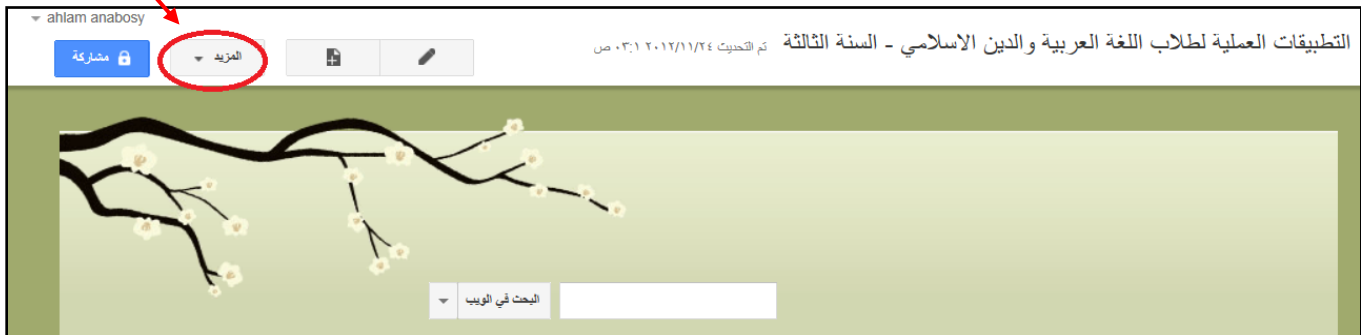 ahlam anabosy
التطبيقات العملية لطلاب اللغة العربية والدين الاسلامي - السنة الثالثة تم التحديث ٢٠١٢/١١/٢٤ ٠٣:١ ص
المزيد
مشاركة
البحث في الويب